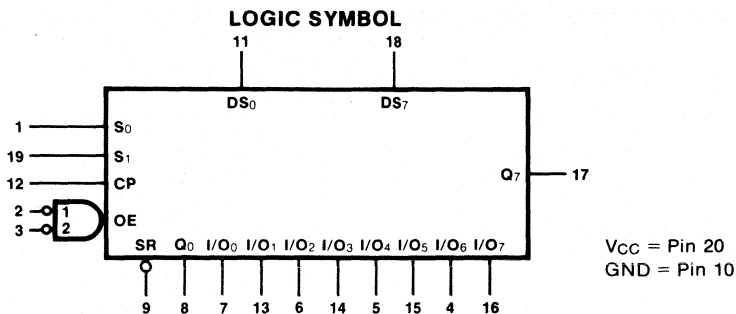 LOGIC SYMBOL
11 18
DS0 DS7
1 S0
19 S1
12 CP
Q7 17
2 1
3 2
OE
SR Q0 I/O0 I/O1 I/O2 I/O3 I/O4 I/O5 I/O6 I/O7
9 8 7 13 6 14 5 15 4 16
VCC = Pin 20
GND = Pin 10